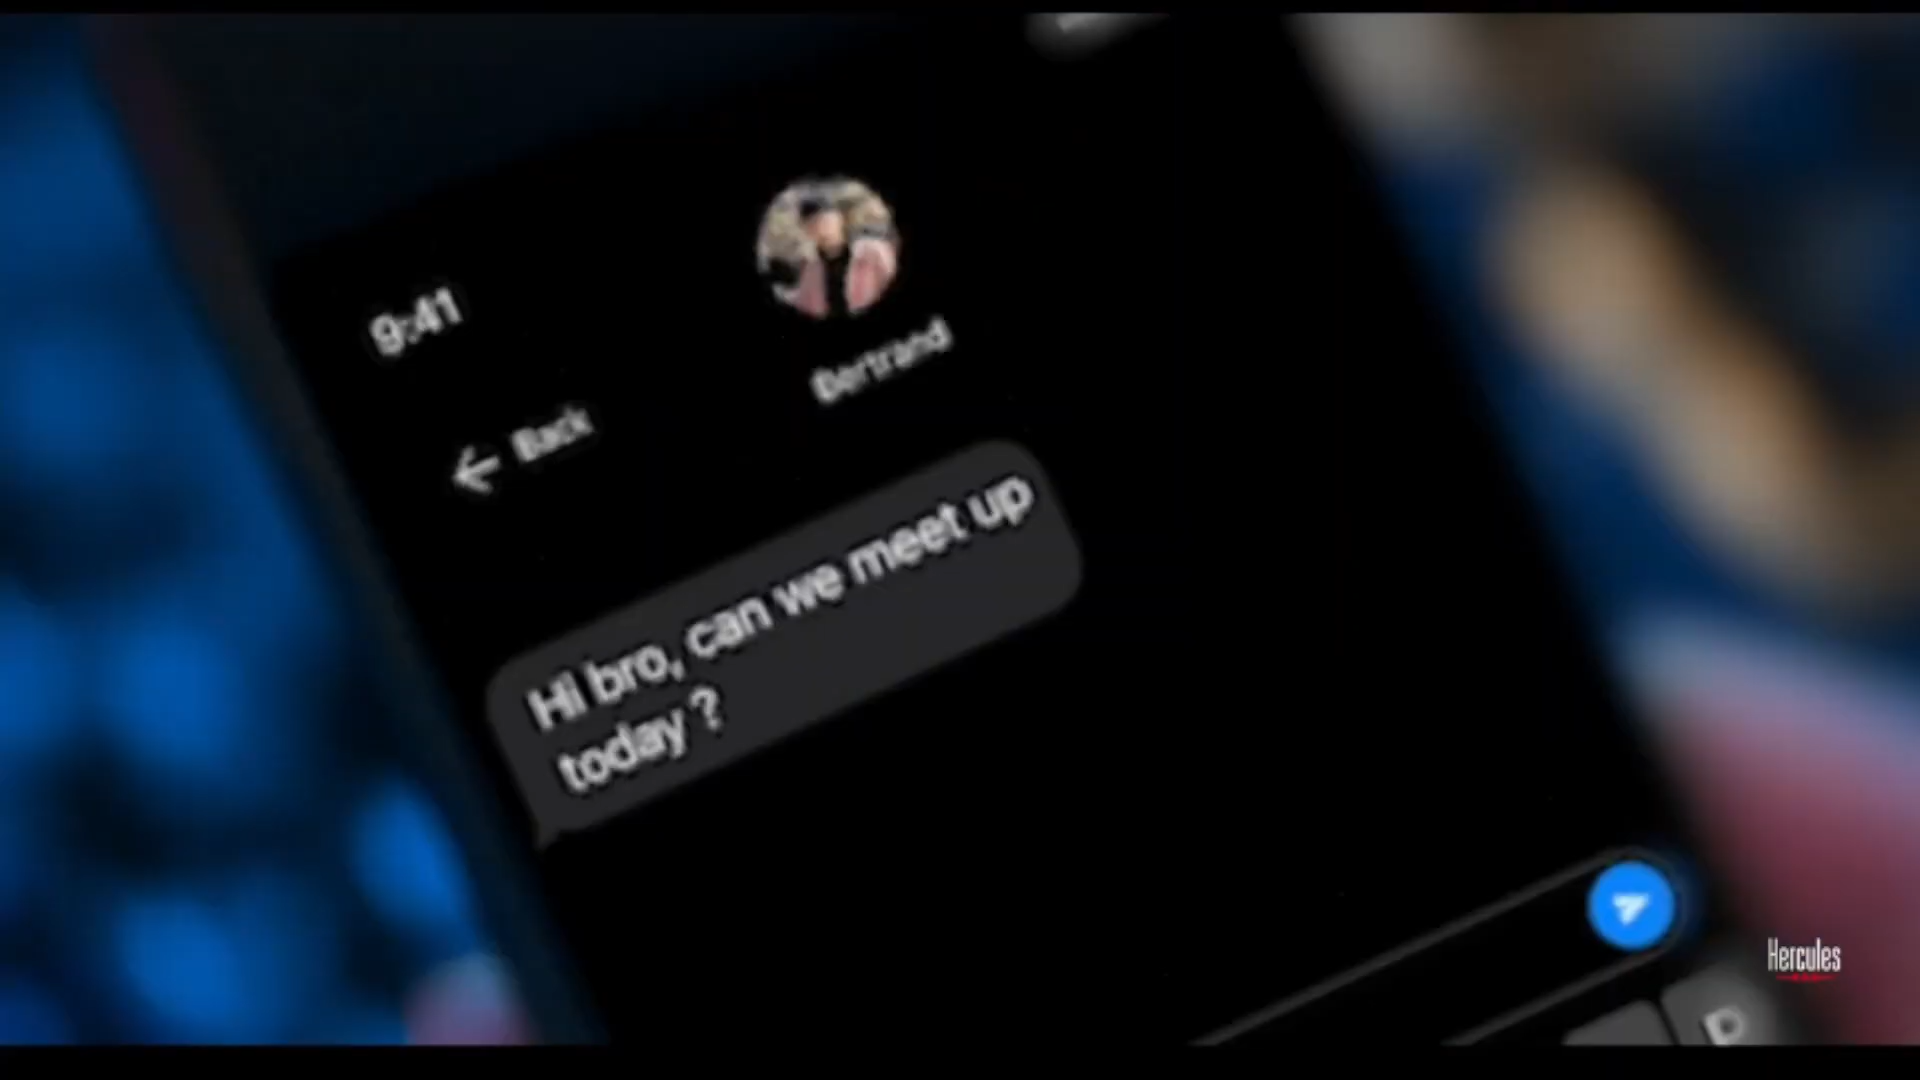 9:41
Bertrand
← Back
Hi bro, can we meet up
today ?
Hercules
P